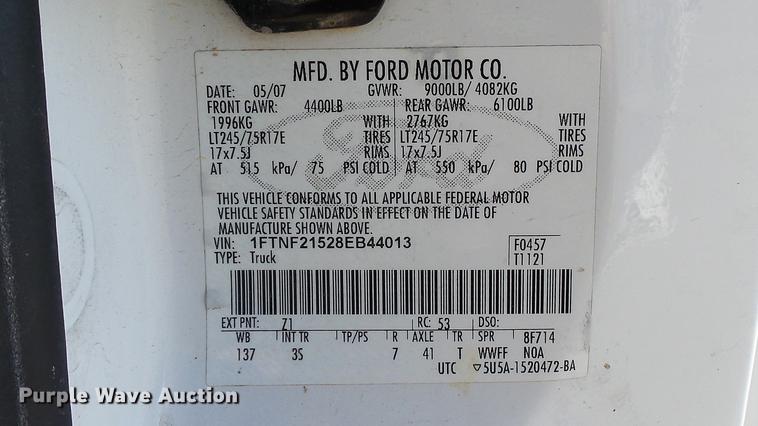 MFD. BY FORD MOTOR CO.
DATE: 05/07 GVWR: 9000LB/ 4082KG
FRONT GAWR: 4400LB REAR GAWR: 6100LB
1996KG WITH 2767KG WITH
LT245/75R17E TIRES LT245/75R17E TIRES
17x7.5J RIMS 17x7.5J RIMS
AT 515 kPa/ 75 PSI COLD AT 550 kPa/ 80 PSI COLD
Ford
THIS VEHICLE CONFORMS TO ALL APPLICABLE FEDERAL MOTOR
VEHICLE SAFETY STANDARDS IN EFFECT ON THE DATE OF
MANUFACTURE SHOWN ABOVE.
VIN: 1FTNF21528EB44013 F0457
TYPE: Truck T1121
EXT PNT: Z1 RC: 53 DSO:
WB INT TR TP/PS R AXLE TR SPR 8F714
137 3S 7 41 T WWFF NOA
UTC ▽5U5A-1520472-BA
Purple Wave Auction